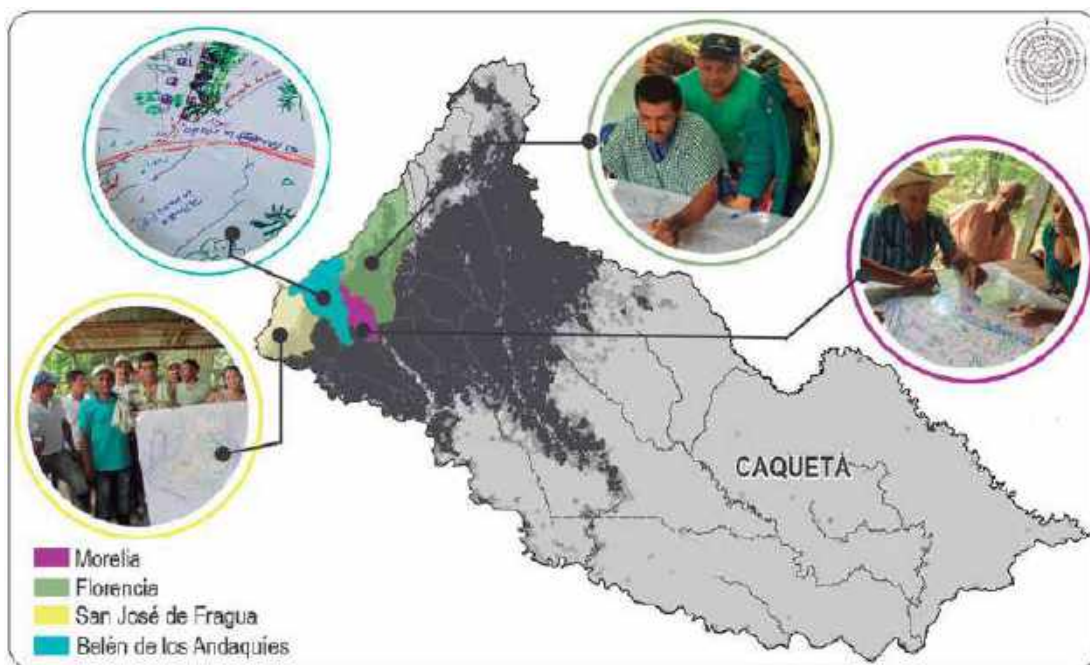 CAQUETÁ
Morelia
Florencia
San José de Fragua
Belén de los Andaquíes